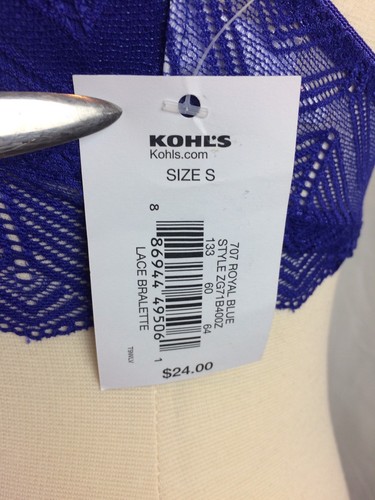 KOHL'S
Kohls.com
SIZE S
707 ROYAL BLUE
STYLE ZG71B400Z
133 60 64
8 86944 49506 1
LACE BRALETTE
$24.00